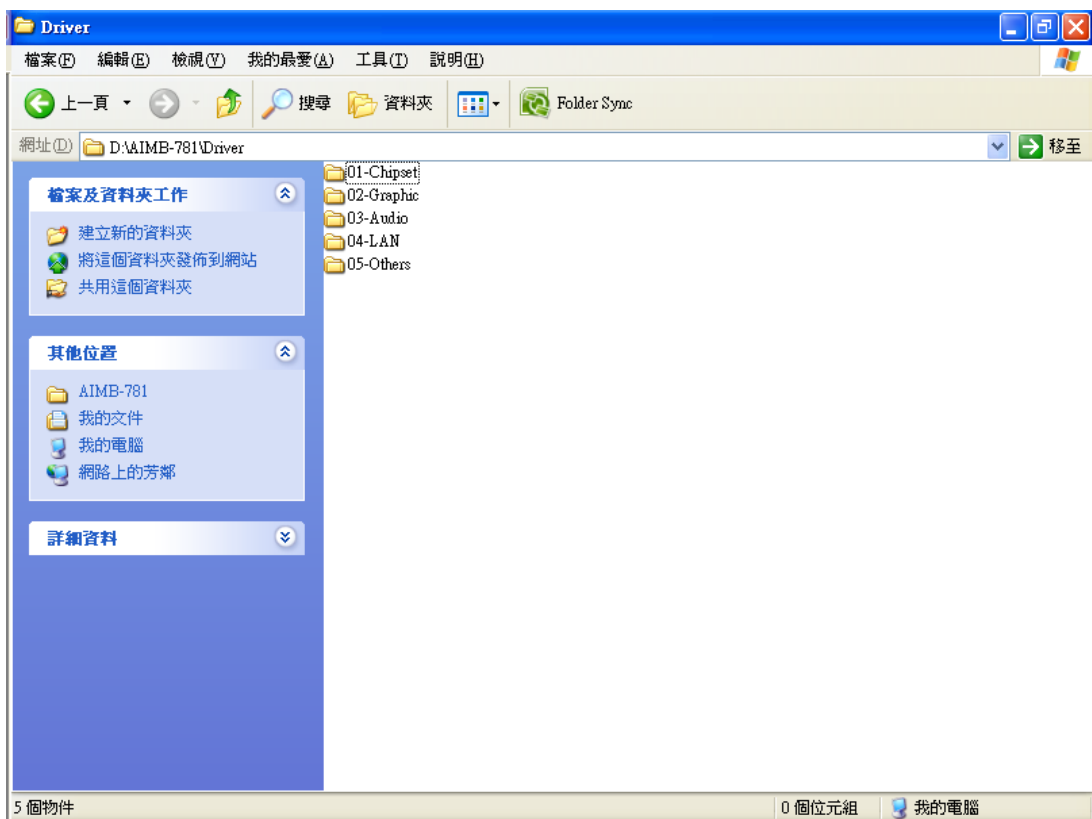 Driver
檔案(F) 編輯(E) 檢視(V) 我的最愛(A) 工具(T) 說明(H)
上一頁 搜尋 資料夾 Folder Sync
網址(D) D:\AIMB-781\Driver 移至
檔案及資料夾工作
建立新的資料夾
將這個資料夾發佈到網站
共用這個資料夾
其他位置
AIMB-781
我的文件
我的電腦
網路上的芳鄰
詳細資料
01-Chipset
02-Graphic
03-Audio
04-LAN
05-Others
5 個物件 0 個位元組 我的電腦